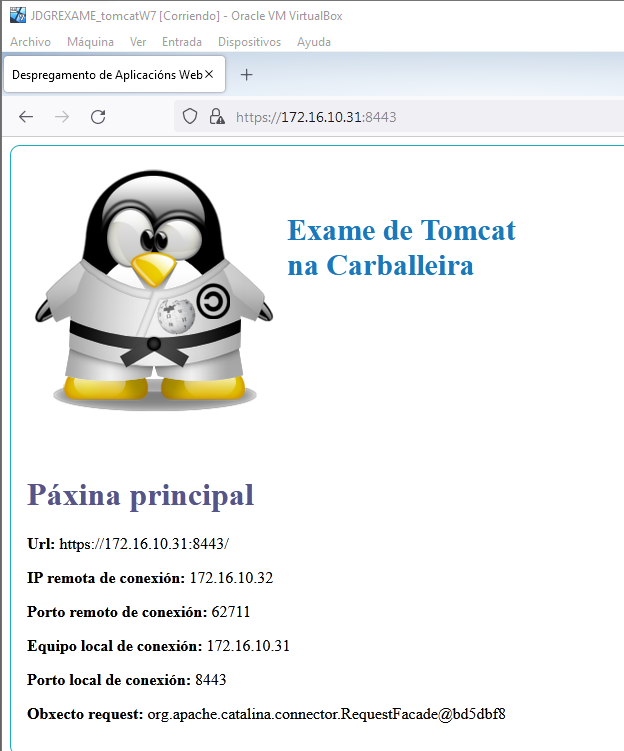 JDGREXAME_tomcatW7 [Corriendo] - Oracle VM VirtualBox
Archivo Máquina Ver Entrada Dispositivos Ayuda
Despregamento de Aplicacións Web
https://172.16.10.31:8443
Exame de Tomcat
na Carballeira
Páxina principal
Url: https://172.16.10.31:8443/
IP remota de conexión: 172.16.10.32
Porto remoto de conexión: 62711
Equipo local de conexión: 172.16.10.31
Porto local de conexión: 8443
Obxecto request: org.apache.catalina.connector.RequestFacade@bd5dbf8